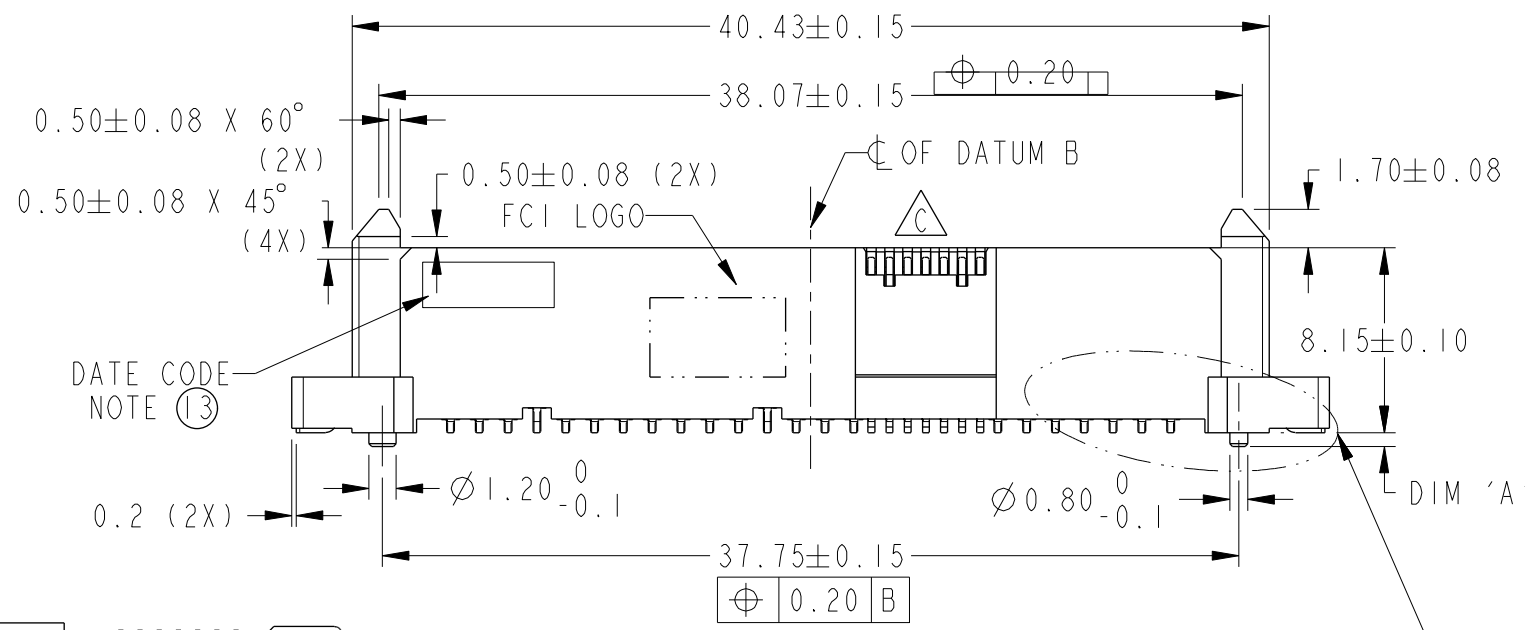 40.43±0.15
⌖ 0.20
38.07±0.15
0.50±0.08 X 60°
(2X)
℄ OF DATUM B
0.50±0.08 (2X)
1.70±0.08
0.50±0.08 X 45°
(4X)
FCI LOGO
C
8.15±0.10
DATE CODE
NOTE 13
Ø1.20 0 -0.1
Ø0.80 0 -0.1
0.2 (2X)
DIM 'A
37.75±0.15
⌖ 0.20 B